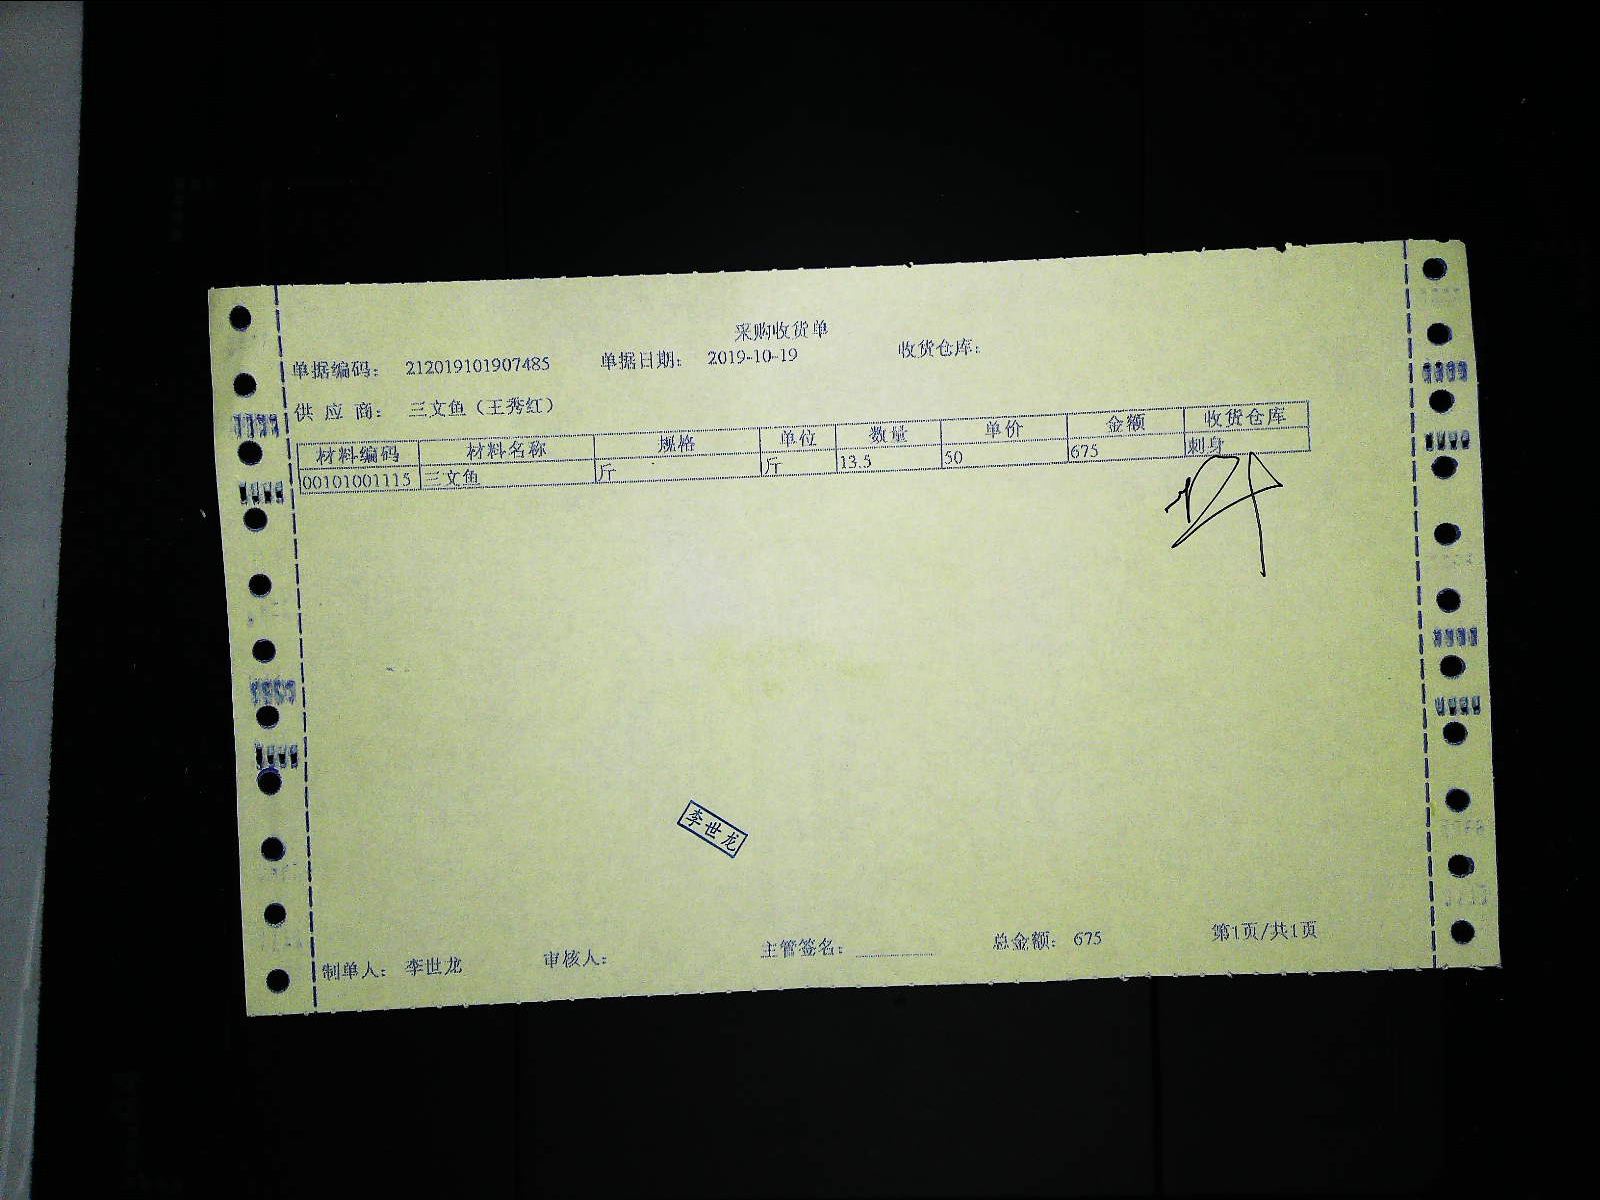 采购收货单
单据编码： 212019101907485 单据日期： 2019-10-19 收货仓库：
供 应 商： 三文鱼（王秀红）
材料编码 材料名称 规格 单位 数量 单价 金额 收货仓库
00101001115 三文鱼 斤 斤 13.5 50 675 刺身
李世龙
制单人： 李世龙 审核人： 主管签名： 总金额： 675 第1页/共1页